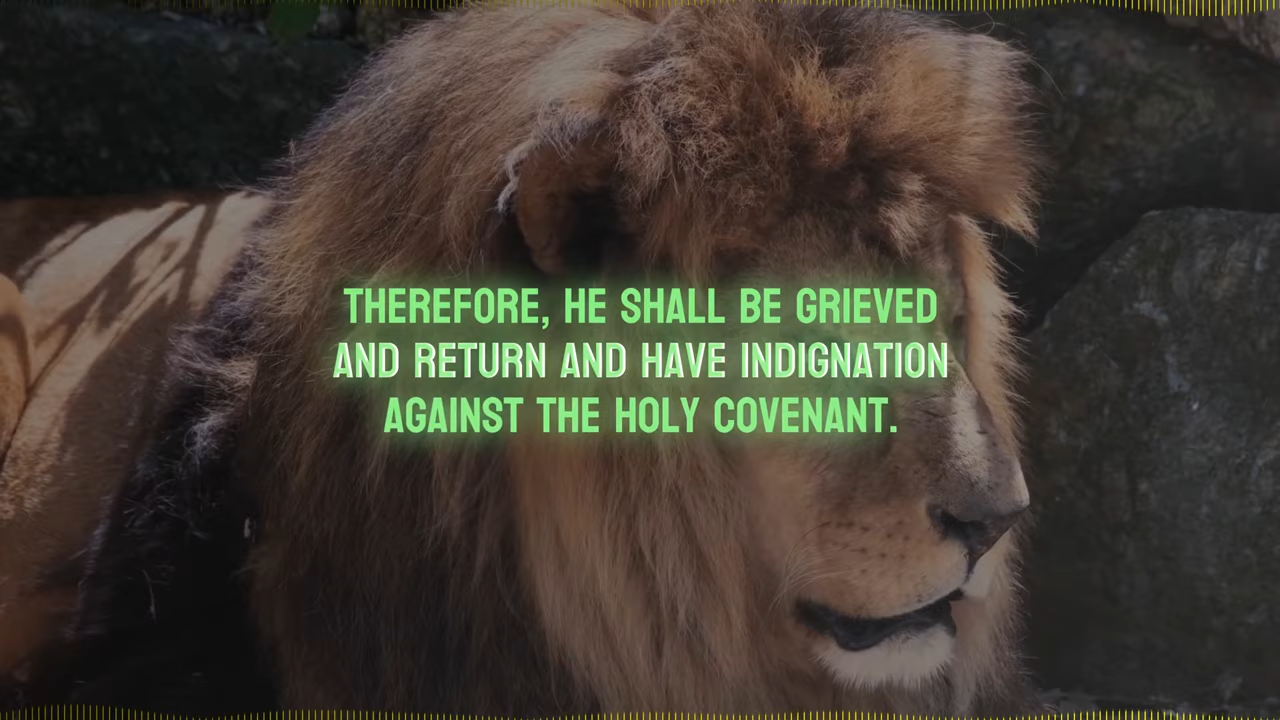 THEREFORE, HE SHALL BE GRIEVED
AND RETURN AND HAVE INDIGNATION
AGAINST THE HOLY COVENANT.